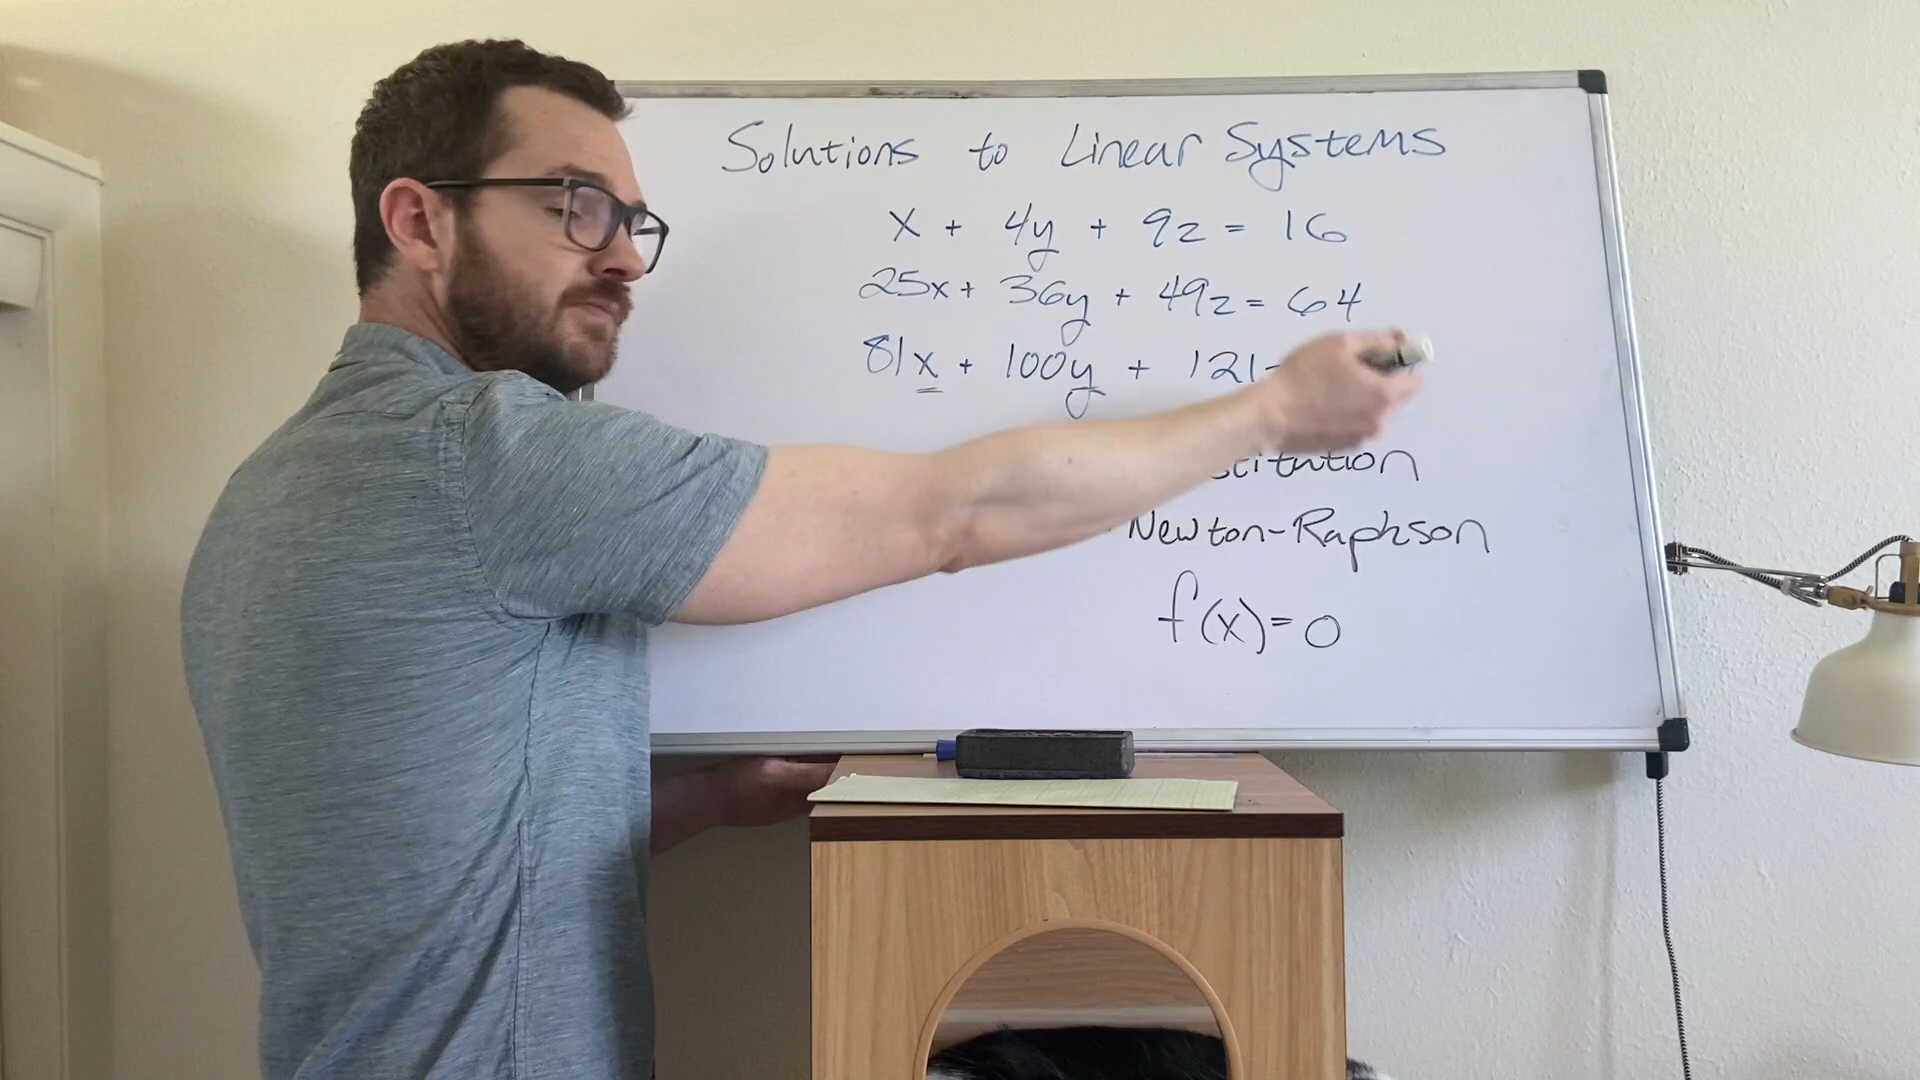 Solutions to Linear Systems
x + 4y + 9z = 16
25x + 36y + 49z = 64
81x + 100y + 121
Newton-Raphson
f(x) = 0